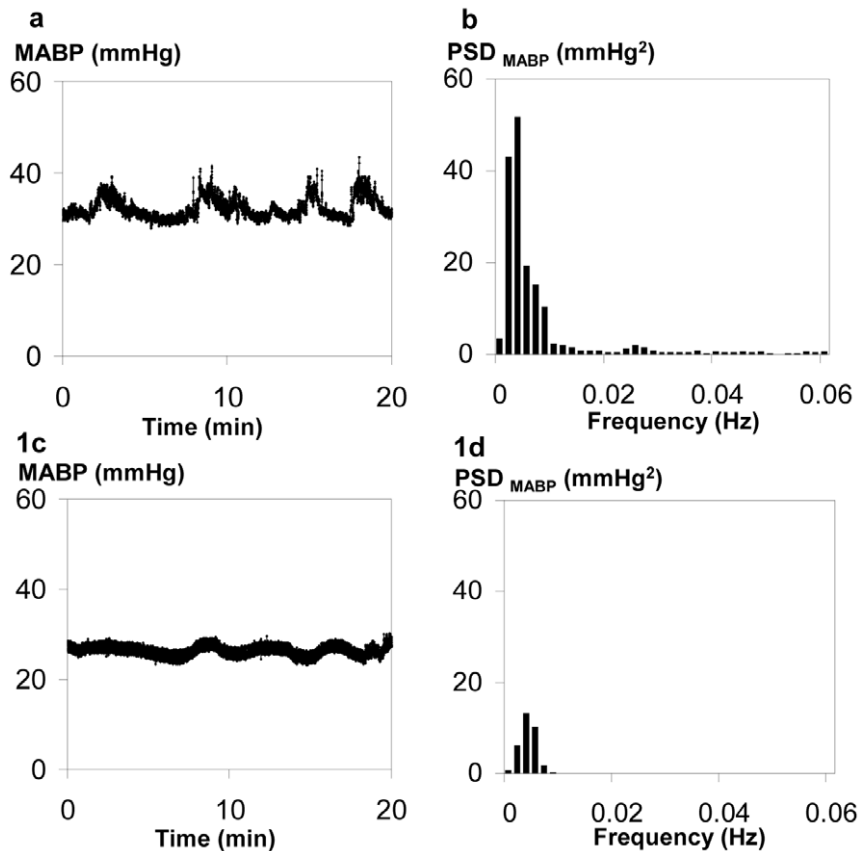 a
MABP (mmHg)
60
40
20
0
0 10 20
Time (min)
b
PSD MABP (mmHg²)
60
40
20
0
0 0.02 0.04 0.06
Frequency (Hz)
1c
MABP (mmHg)
60
40
20
0
0 10 20
Time (min)
1d
PSD MABP (mmHg²)
60
40
20
0
0 0.02 0.04 0.06
Frequency (Hz)